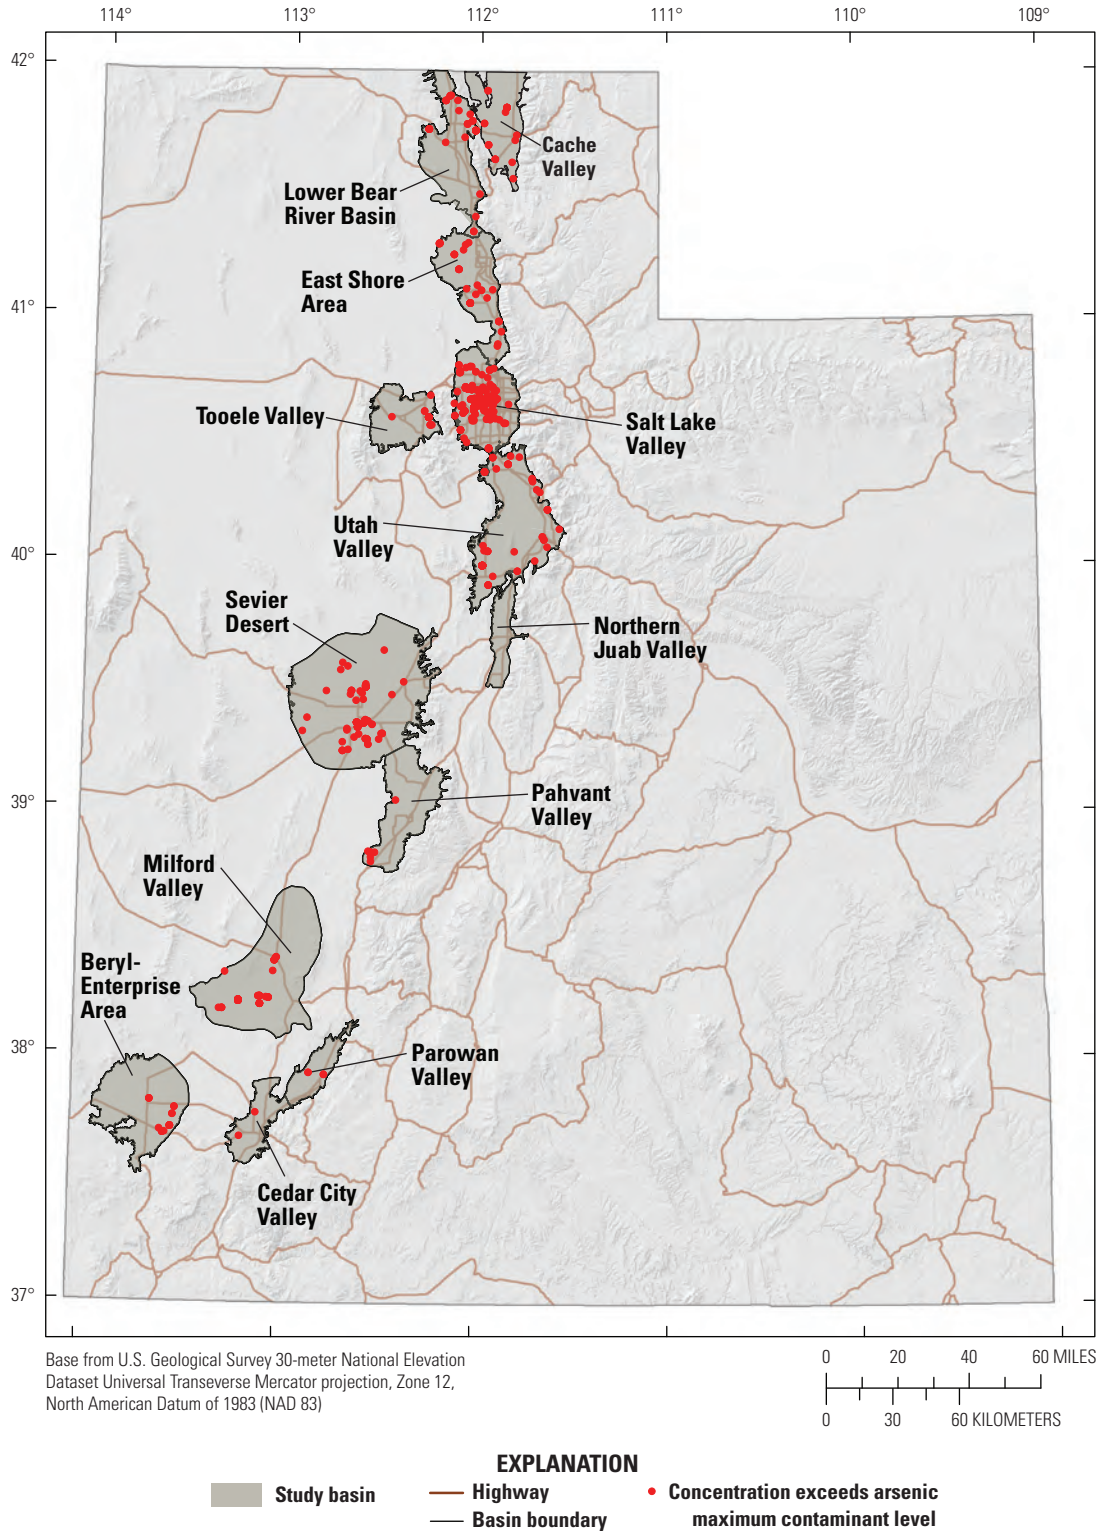 114° 113° 112° 111° 110° 109°
42°
Cache
Valley
Lower Bear
River Basin
East Shore
Area
41°
Tooele Valley
Salt Lake
Valley
Utah
Valley
40°
Sevier
Desert
Northern
Juab Valley
39°
Pahvant
Valley
Milford
Valley
Beryl-
Enterprise
Area
38°
Parowan
Valley
Cedar City
Valley
37°
Base from U.S. Geological Survey 30-meter National Elevation
Dataset Universal Transeverse Mercator projection, Zone 12,
North American Datum of 1983 (NAD 83)
0 20 40 60 MILES
0 30 60 KILOMETERS
EXPLANATION
Study basin
Highway
Basin boundary
Concentration exceeds arsenic
maximum contaminant level